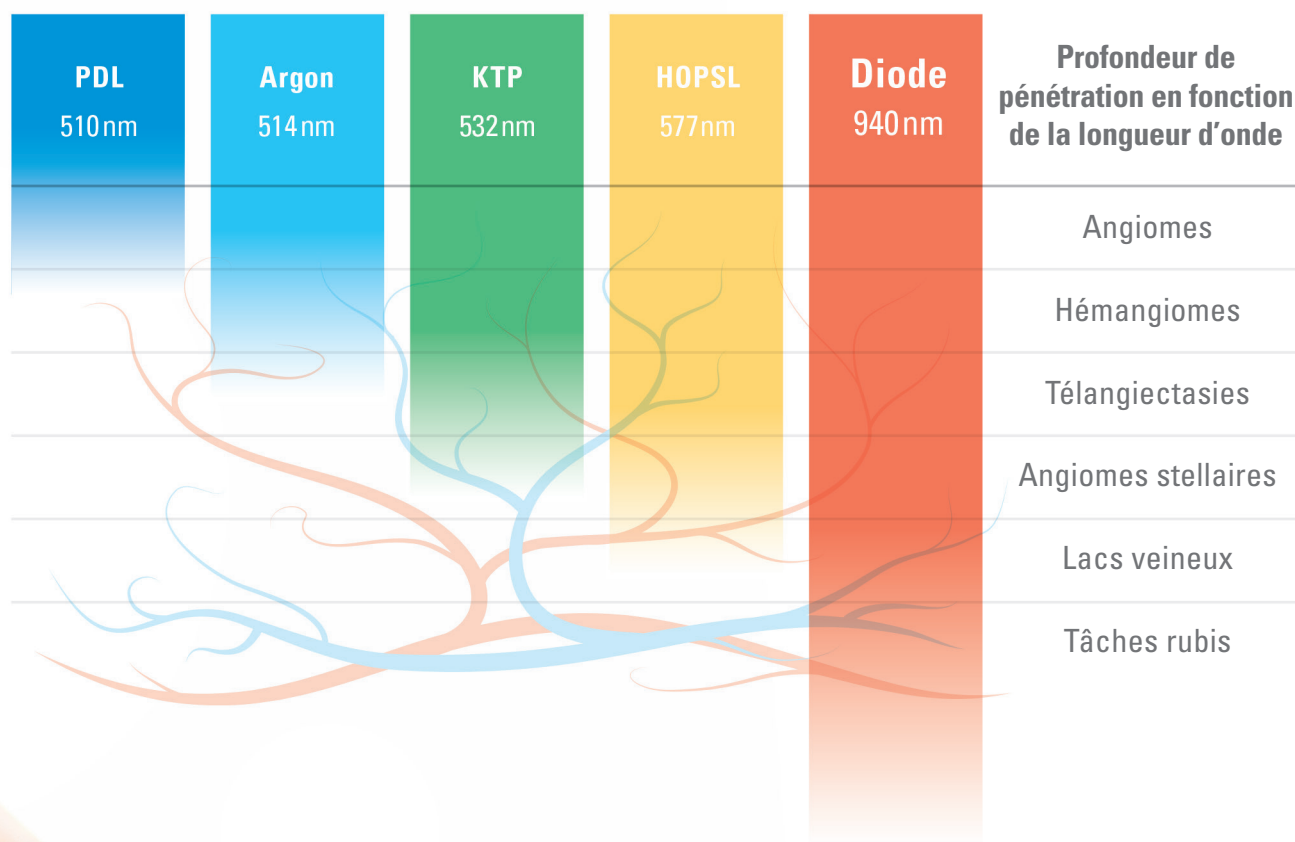 PDL
510 nm
Argon
514 nm
KTP
532 nm
HOPSL
577 nm
Diode
940 nm
Profondeur de
pénétration en fonction
de la longueur d'onde
Angiomes
Hémangiomes
Télangiectasies
Angiomes stellaires
Lacs veineux
Tâches rubis